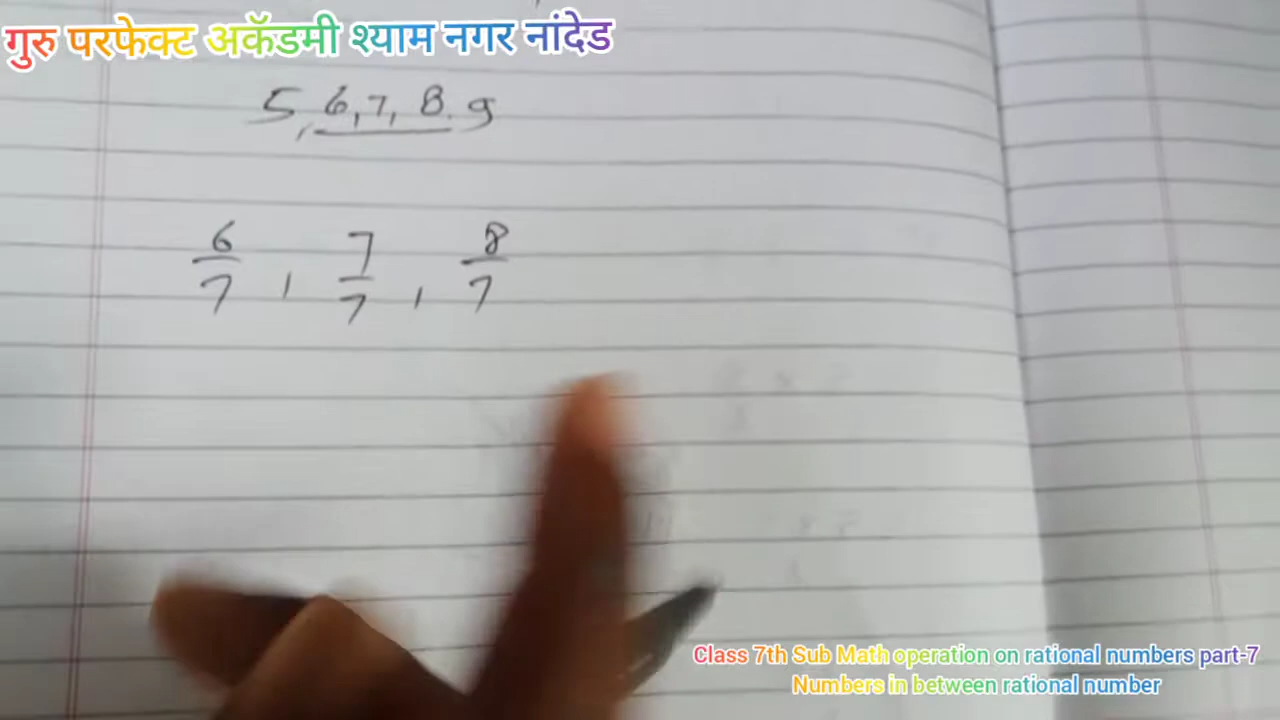 गुरु परफेक्ट अकॅडमी श्याम नगर नांदेड
5, 6, 7, 8, 9
6/7 , 7/7 , 8/7
Class 7th Sub Math operation on rational numbers part-7
Numbers in between rational number